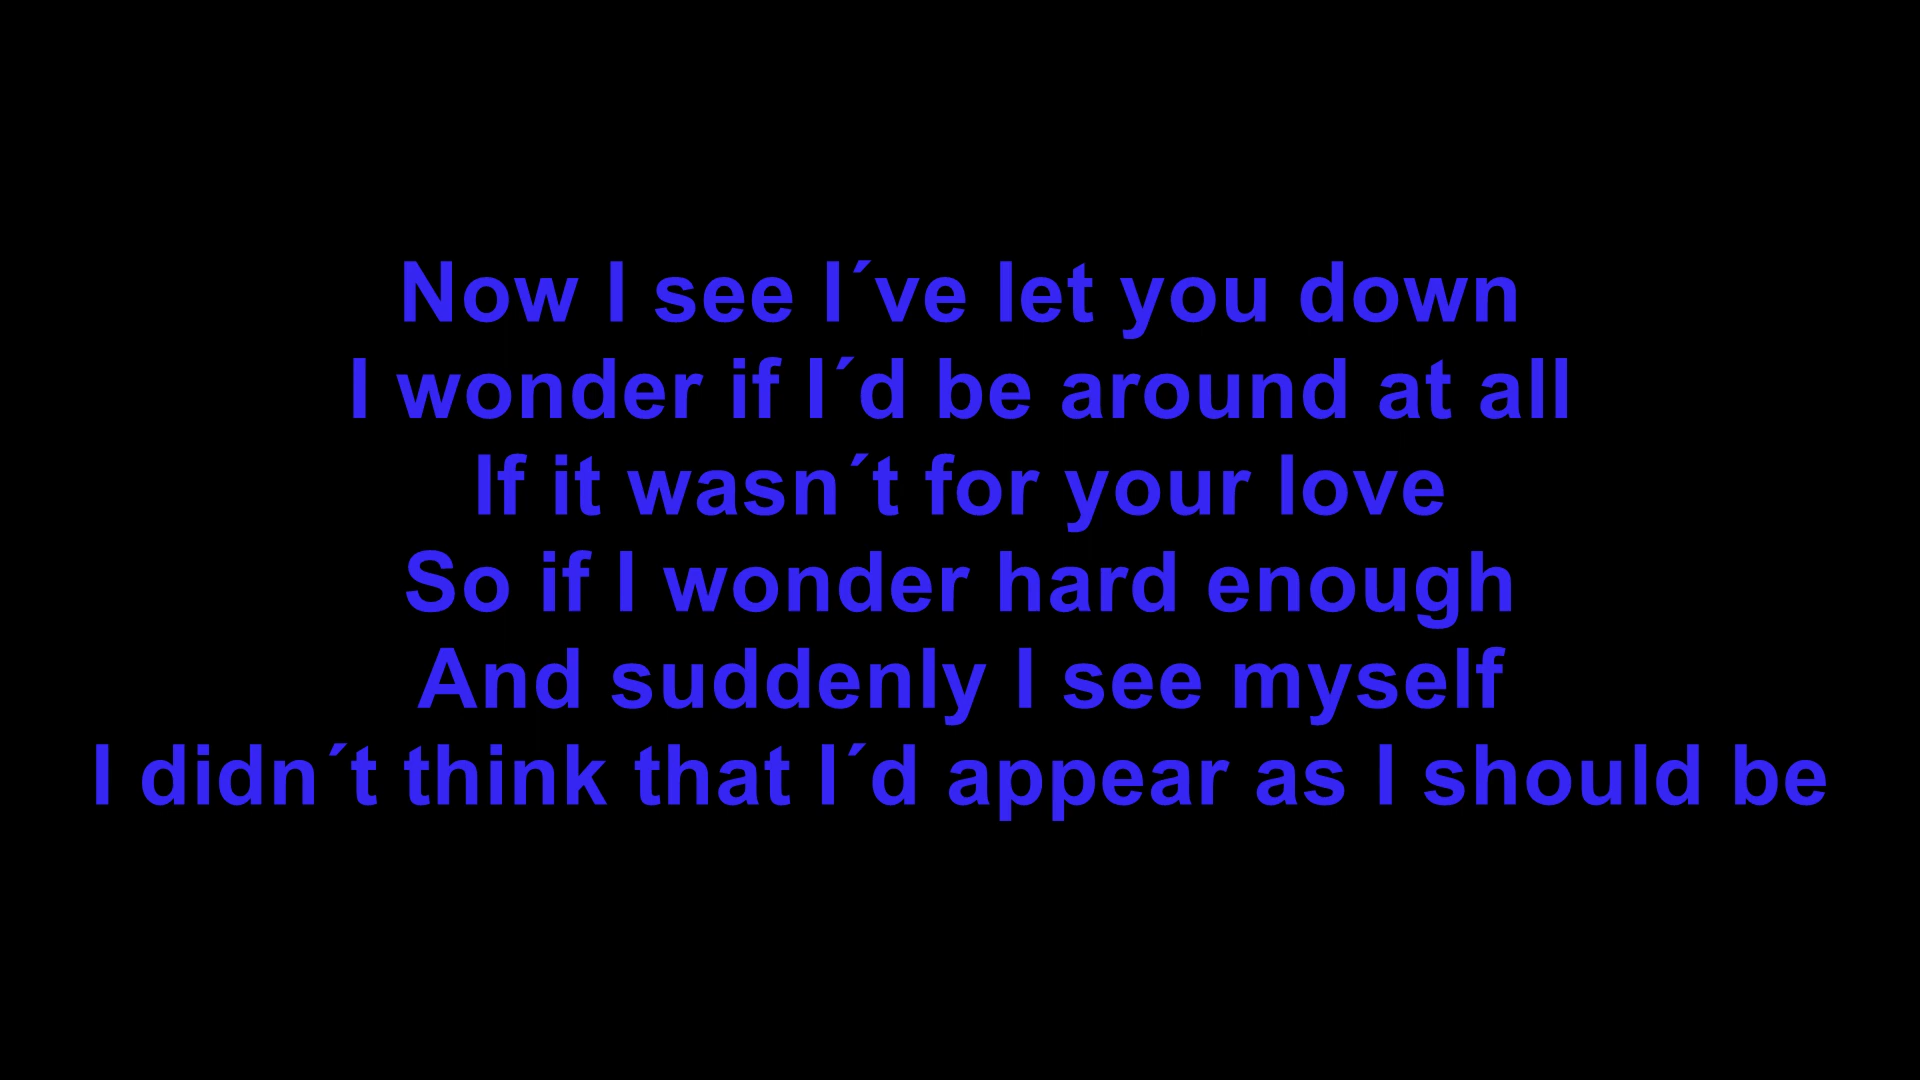 Now I see I´ve let you down
I wonder if I´d be around at all
If it wasn´t for your love
So if I wonder hard enough
And suddenly I see myself
I didn´t think that I´d appear as I should be